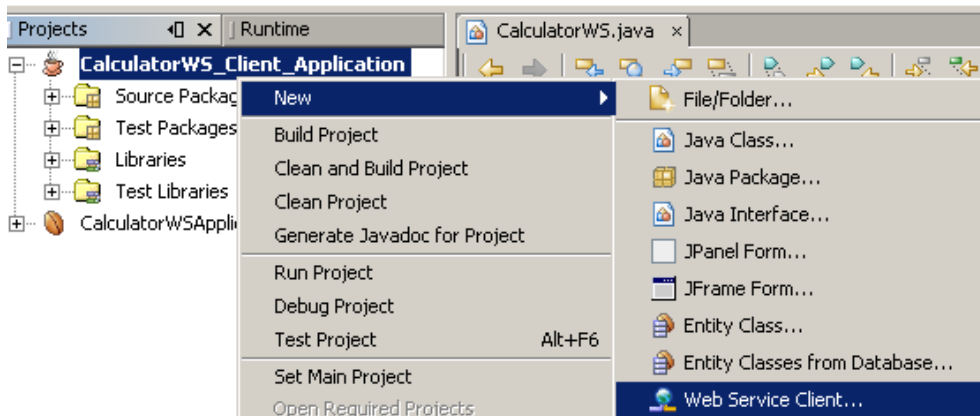 Projects
Runtime
CalculatorWS.java
CalculatorWS_Client_Application
Source Packag
Test Packages
Libraries
Test Libraries
CalculatorWSAppli
New
Build Project
Clean and Build Project
Clean Project
Generate Javadoc for Project
Run Project
Debug Project
Test Project Alt+F6
Set Main Project
Open Required Projects
File/Folder...
Java Class...
Java Package...
Java Interface...
JPanel Form...
JFrame Form...
Entity Class...
Entity Classes from Database...
Web Service Client...